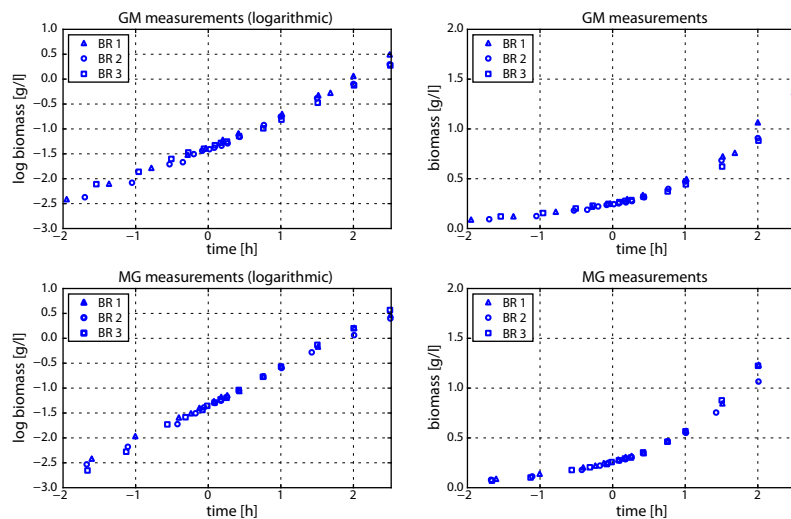 GM measurements (logarithmic)
1.0
0.5
0.0
−0.5
−1.0
−1.5
−2.0
−2.5
−3.0
log biomass [g/l]
BR 1
BR 2
BR 3
−2
−1
0
1
2
time [h]
GM measurements
2.0
1.5
1.0
0.5
0.0
biomass [g/l]
BR 1
BR 2
BR 3
−2
−1
0
1
2
time [h]
MG measurements (logarithmic)
1.0
0.5
0.0
−0.5
−1.0
−1.5
−2.0
−2.5
−3.0
log biomass [g/l]
BR 1
BR 2
BR 3
−2
−1
0
1
2
time [h]
MG measurements
2.0
1.5
1.0
0.5
0.0
biomass [g/l]
BR 1
BR 2
BR 3
−2
−1
0
1
2
time [h]